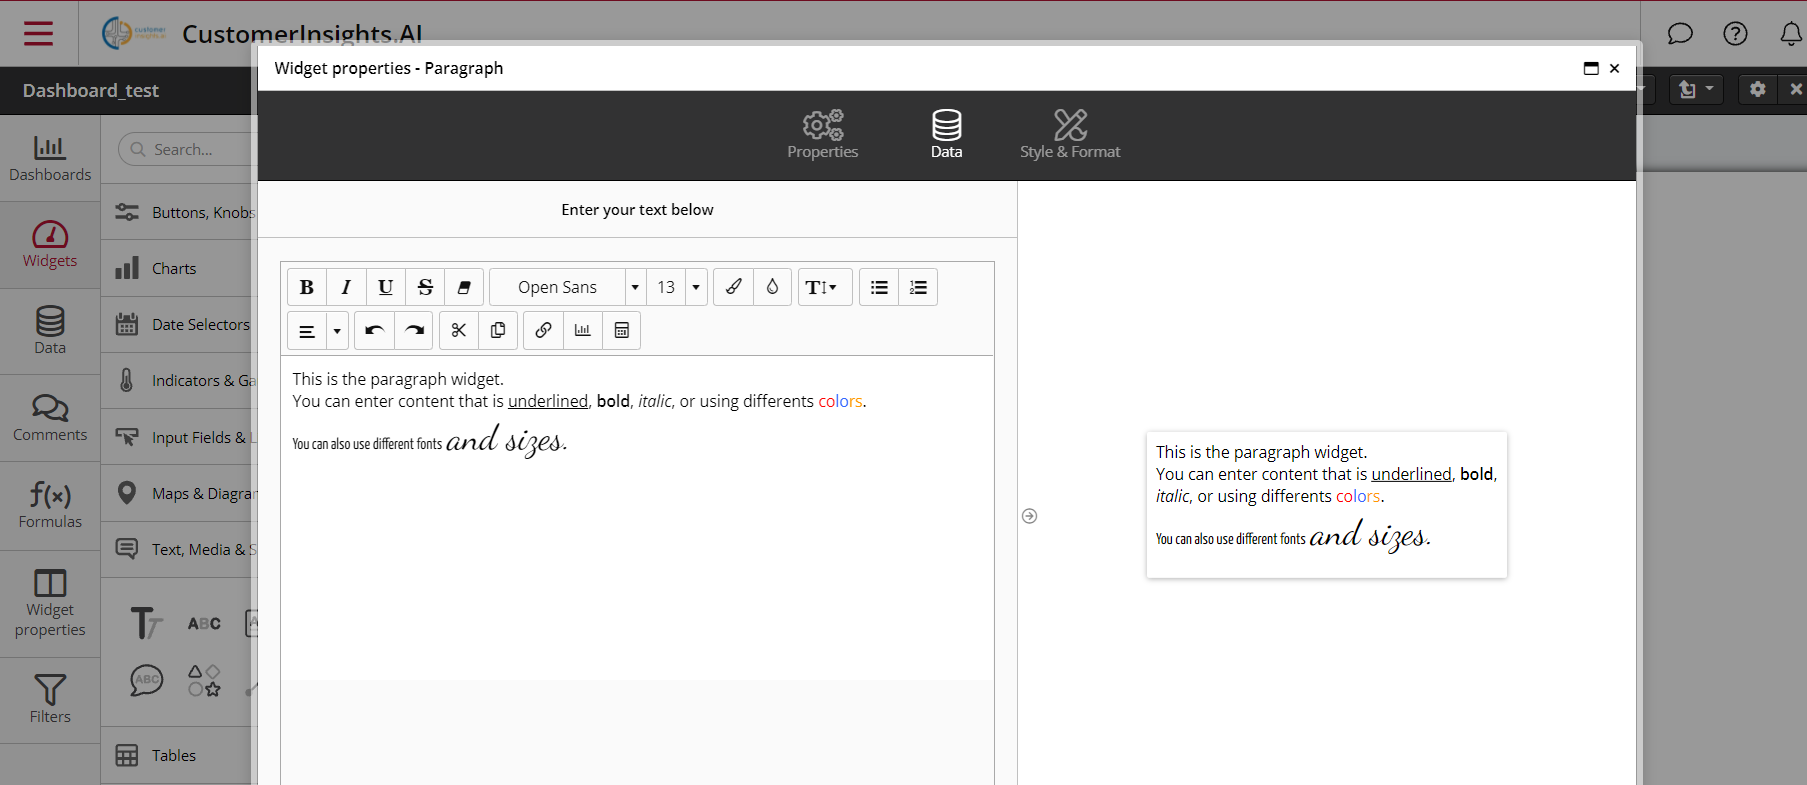 customer
insights.ai
CustomerInsights.AI
Dashboard_test
Widget properties - Paragraph
Properties
Data
Style & Format
Dashboards
Widgets
Data
Comments
Formulas
Widget
properties
Filters
Search...
Buttons, Knobs
Charts
Date Selectors
Indicators & Ga
Input Fields & L
Maps & Diagrar
Text, Media & S
ABC
ABC
Tables
Enter your text below
B I U S Open Sans 13 T
This is the paragraph widget.
You can enter content that is underlined, bold, italic, or using differents colors.
You can also use different fonts and sizes.
This is the paragraph widget.
You can enter content that is underlined, bold,
italic, or using differents colors.
You can also use different fonts and sizes.